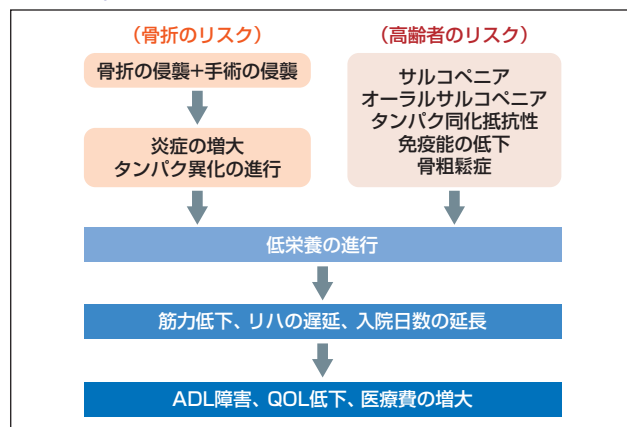 （骨折のリスク）
骨折の侵襲+手術の侵襲
炎症の増大
タンパク異化の進行
（高齢者のリスク）
サルコペニア
オーラルサルコペニア
タンパク同化抵抗性
免疫能の低下
骨粗鬆症
低栄養の進行
筋力低下、リハの遅延、入院日数の延長
ADL障害、QOL低下、医療費の増大